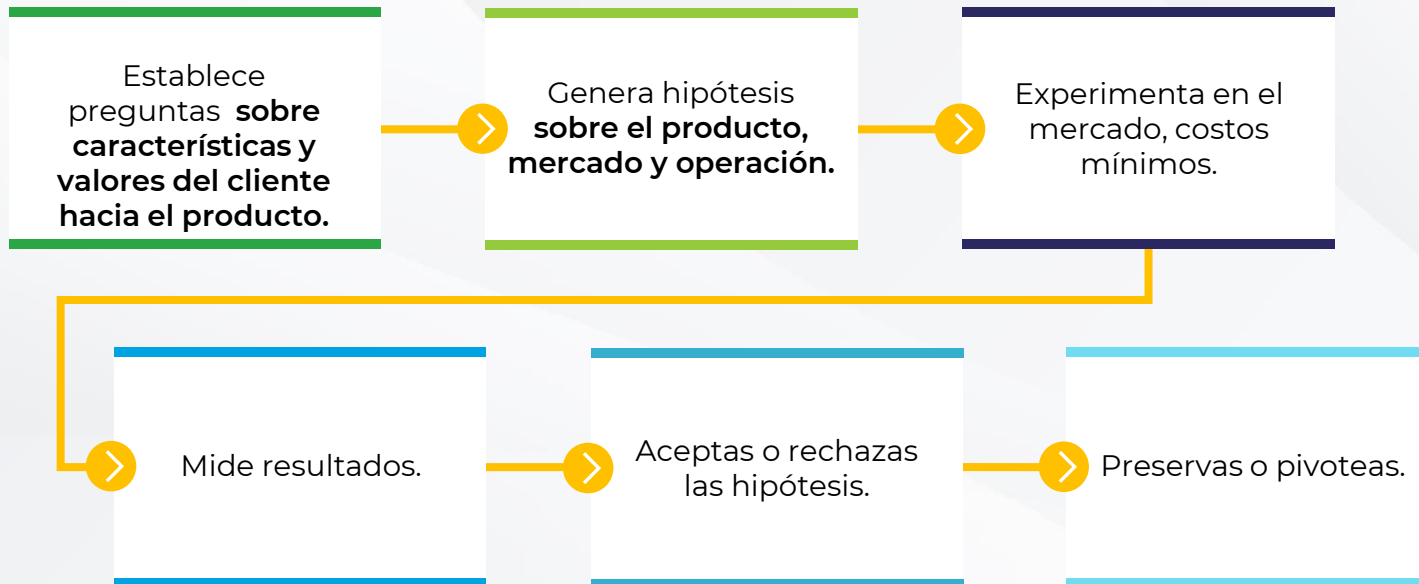 Establece
preguntas sobre
características y
valores del cliente
hacia el producto.
Genera hipótesis
sobre el producto,
mercado y operación.
Experimenta en el
mercado, costos
mínimos.
Mide resultados.
Aceptas o rechazas
las hipótesis.
Preservas o pivoteas.